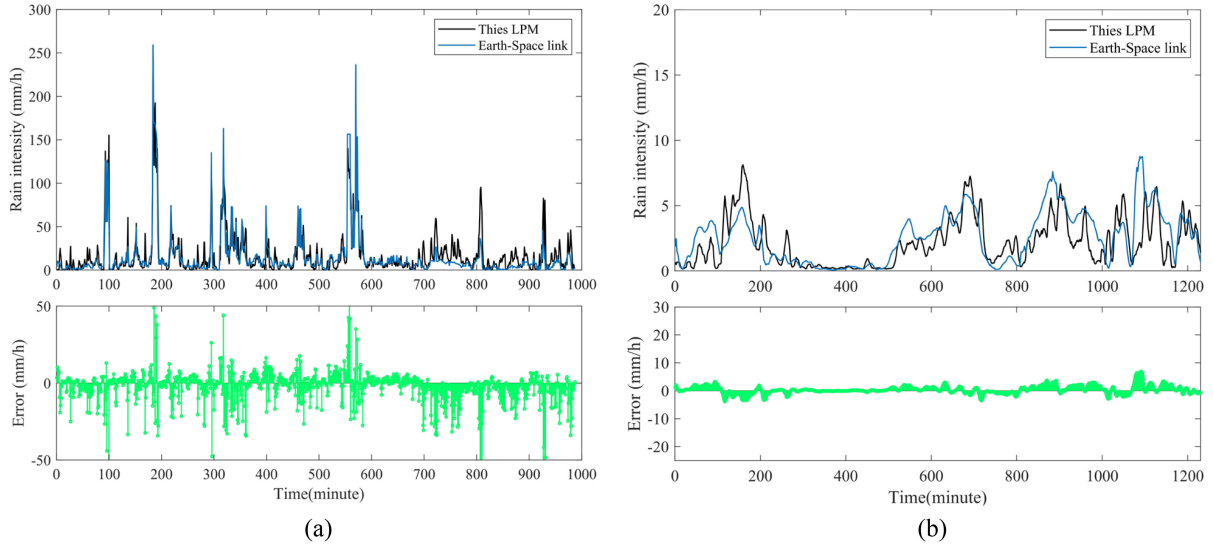 300
250
200
150
100
50
0
Rain intensity (mm/h)
Thies LPM
Earth-Space link
0 100 200 300 400 500 600 700 800 900 1000
50
0
-50
Error (mm/h)
0 100 200 300 400 500 600 700 800 900 1000
Time(minute)
(a)
20
15
10
5
0
Rain intensity (mm/h)
Thies LPM
Earth-Space link
0 200 400 600 800 1000 1200
30
20
10
0
-10
-20
Error (mm/h)
0 200 400 600 800 1000 1200
Time(minute)
(b)